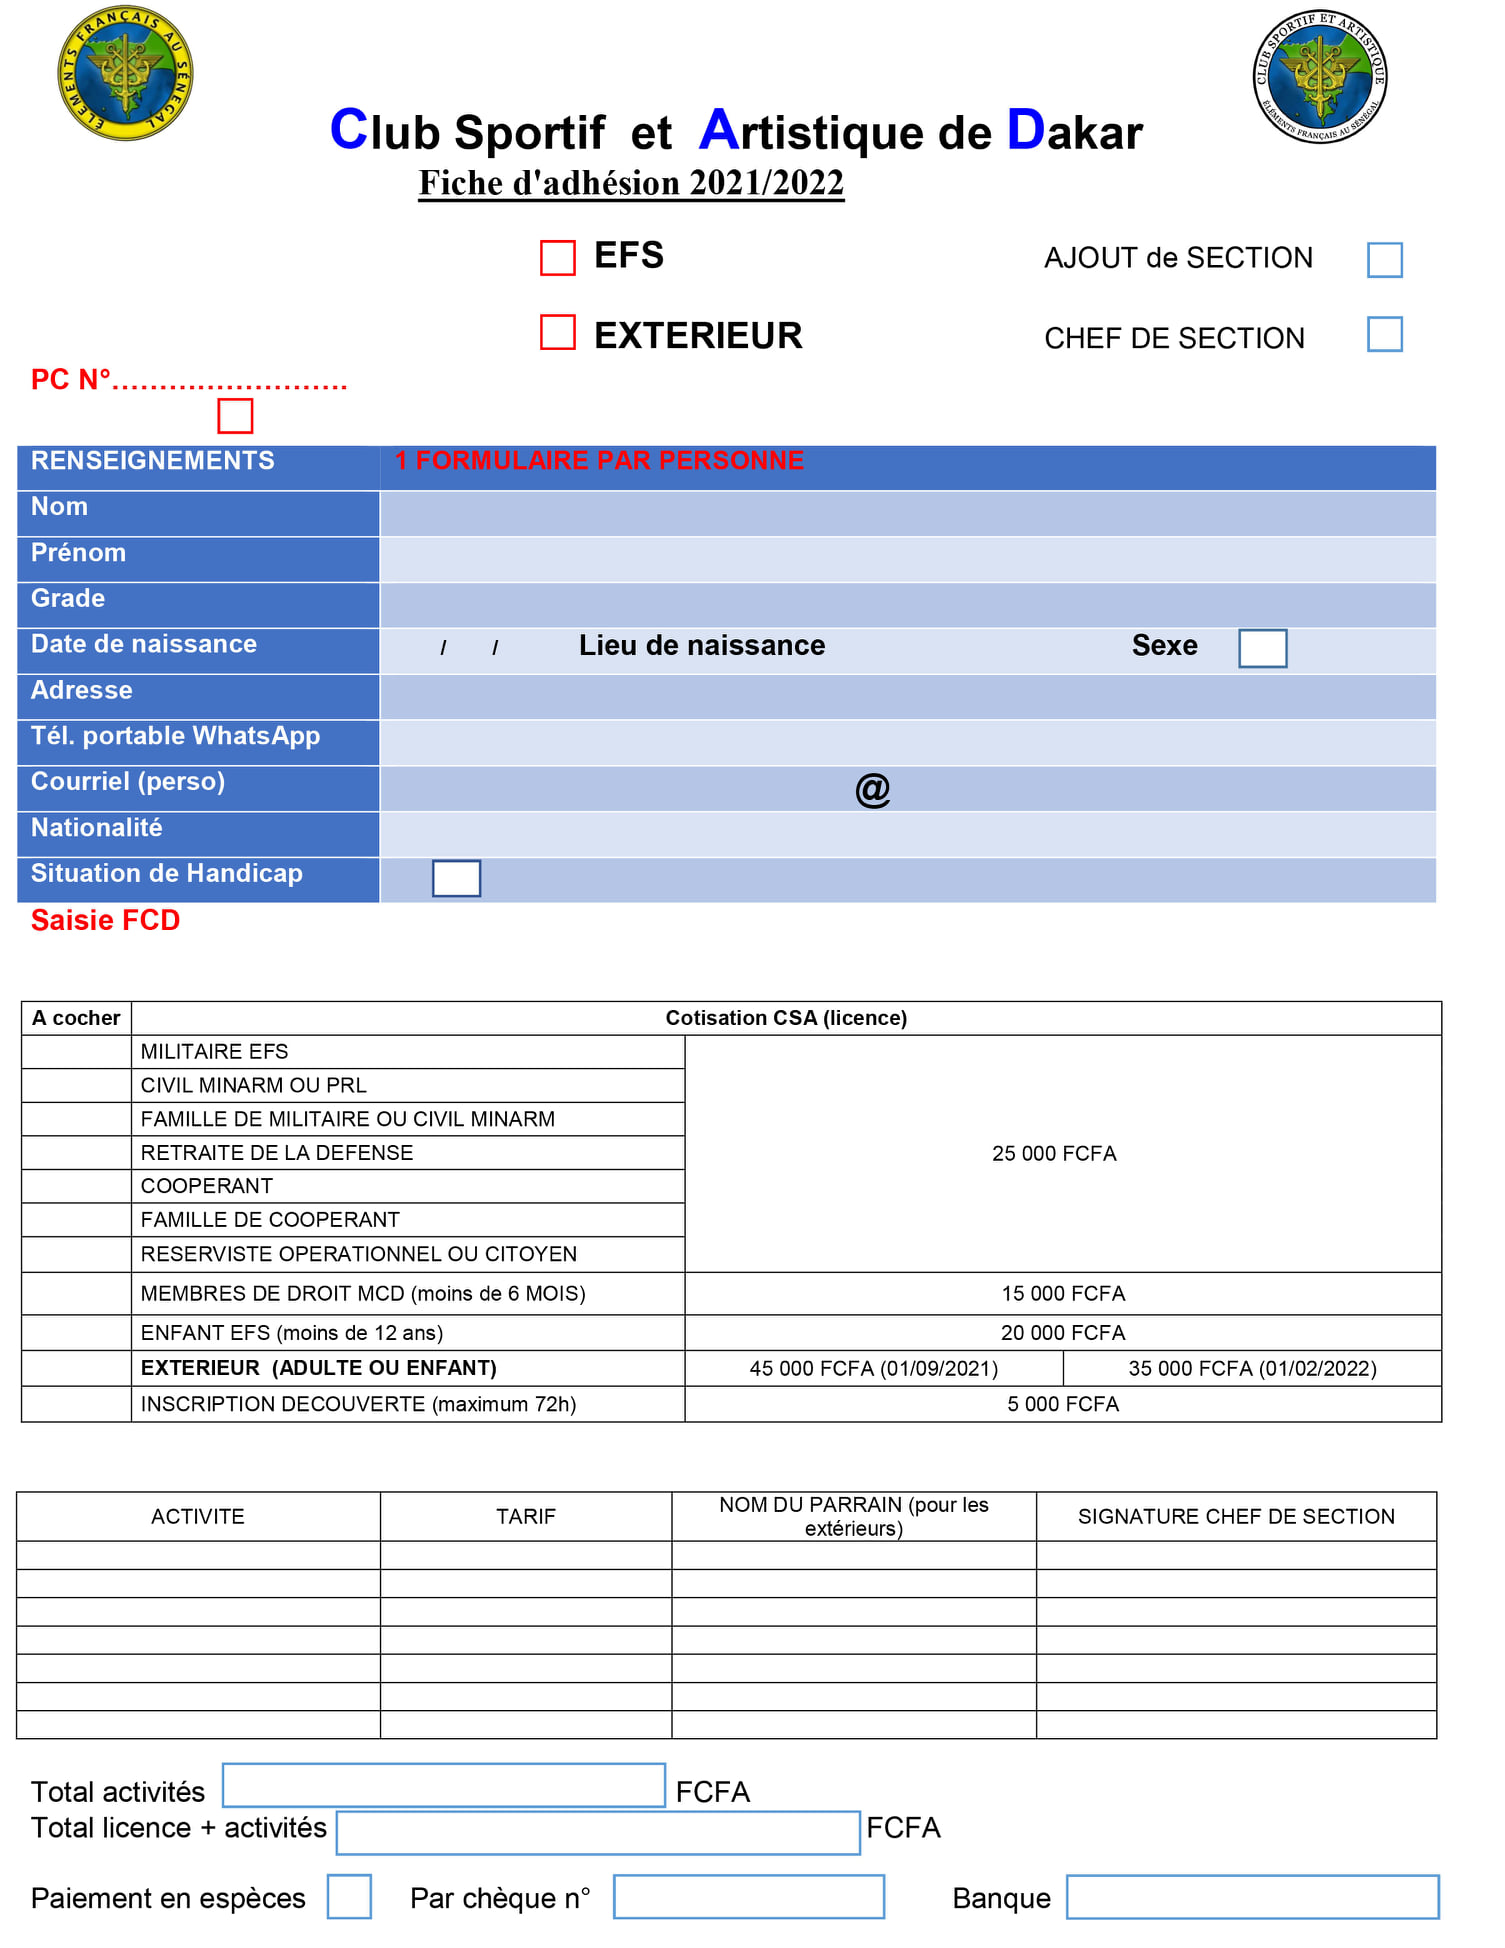 ÉLÉMENTS FRANÇAIS AU SÉNÉGAL
CLUB SPORTIF ET ARTISTIQUE
ÉLÉMENTS FRANÇAIS AU SÉNÉGAL
Club Sportif et Artistique de Dakar
Fiche d'adhésion 2021/2022
EFS AJOUT de SECTION
EXTERIEUR CHEF DE SECTION
PC N°.........................
RENSEIGNEMENTS 1 FORMULAIRE PAR PERSONNE
Nom
Prénom
Grade
Date de naissance / / Lieu de naissance Sexe
Adresse
Tél. portable WhatsApp
Courriel (perso) @
Nationalité
Situation de Handicap
Saisie FCD
A cocher Cotisation CSA (licence)
MILITAIRE EFS
CIVIL MINARM OU PRL
FAMILLE DE MILITAIRE OU CIVIL MINARM
RETRAITE DE LA DEFENSE 25 000 FCFA
COOPERANT
FAMILLE DE COOPERANT
RESERVISTE OPERATIONNEL OU CITOYEN
MEMBRES DE DROIT MCD (moins de 6 MOIS) 15 000 FCFA
ENFANT EFS (moins de 12 ans) 20 000 FCFA
EXTERIEUR (ADULTE OU ENFANT) 45 000 FCFA (01/09/2021) 35 000 FCFA (01/02/2022)
INSCRIPTION DECOUVERTE (maximum 72h) 5 000 FCFA
ACTIVITE TARIF NOM DU PARRAIN (pour les extérieurs) SIGNATURE CHEF DE SECTION
Total activités FCFA
Total licence + activités FCFA
Paiement en espèces Par chèque n° Banque